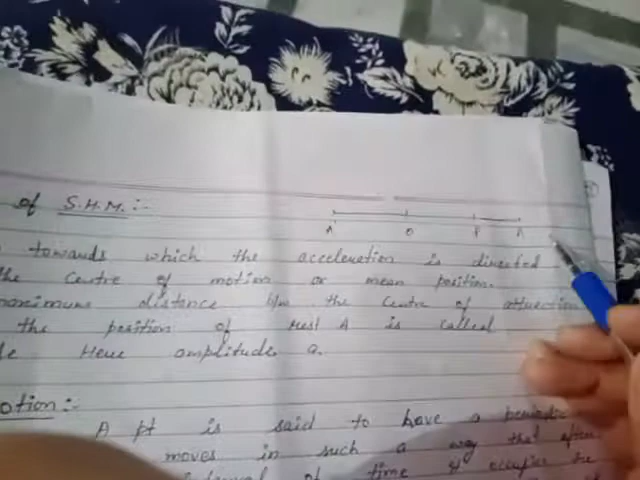 of S.H.M. :-
A O P A
towards which the acceleration is directed
the centre of motion or mean position.
maximum distance b/w the centre of attraction
the position of rest A is called
Here amplitude a.
otion :-
A pt is said to have a periodic
moves in such a way that after
interval of time it occupies the